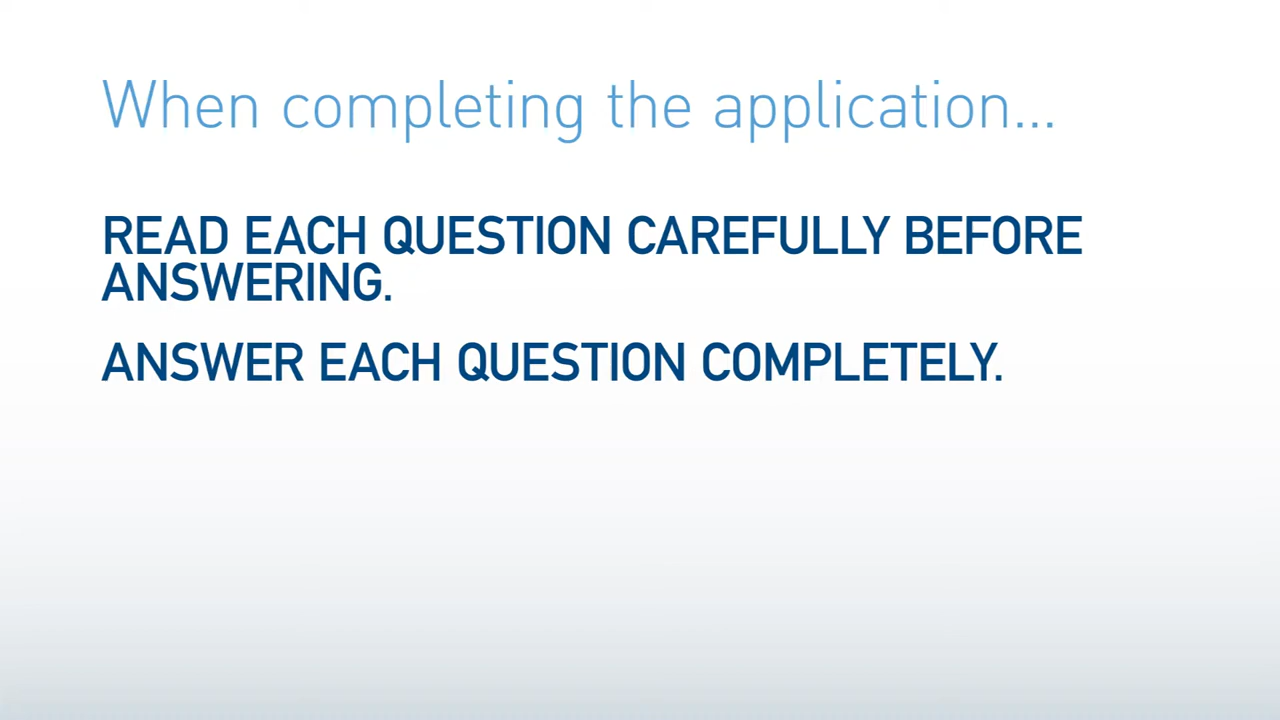 When completing the application...
READ EACH QUESTION CAREFULLY BEFORE
ANSWERING.
ANSWER EACH QUESTION COMPLETELY.